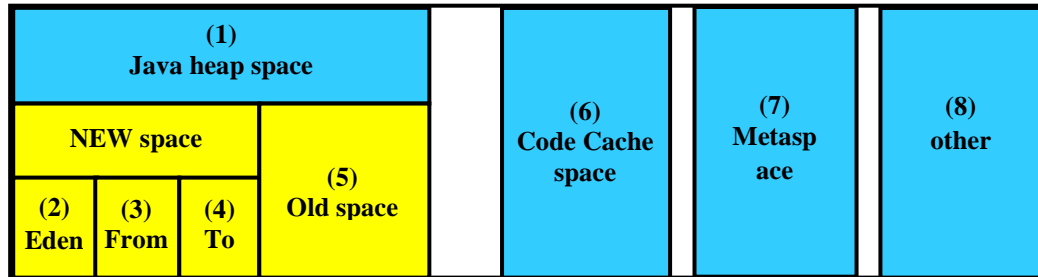 (1)
Java heap space
NEW space
(2)
Eden
(3)
From
(4)
To
(5)
Old space
(6)
Code Cache
space
(7)
Metasp
ace
(8)
other